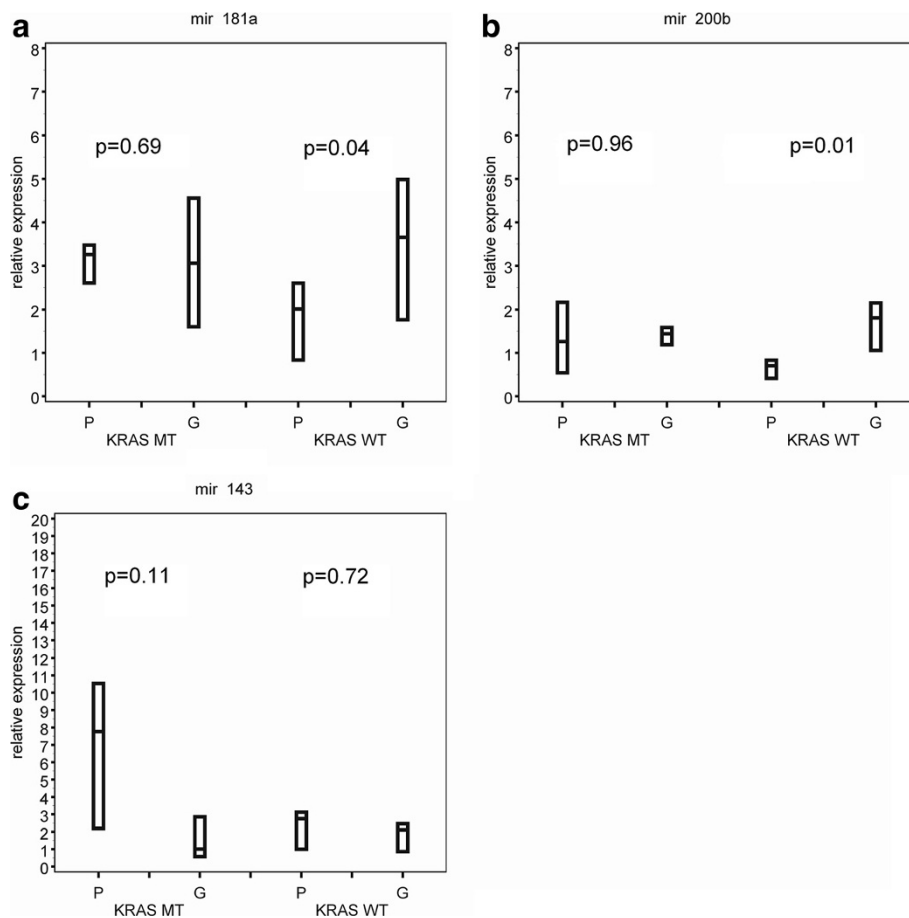 a
mir 181a
relative expression
8
7
6
5
4
3
2
1
0
p=0.69
p=0.04
P
G
P
G
KRAS MT
KRAS WT
b
mir 200b
relative expression
8
7
6
5
4
3
2
1
0
p=0.96
p=0.01
P
G
P
G
KRAS MT
KRAS WT
c
mir 143
relative expression
20
19
18
17
16
15
14
13
12
11
10
9
8
7
6
5
4
3
2
1
0
p=0.11
p=0.72
P
G
P
G
KRAS MT
KRAS WT